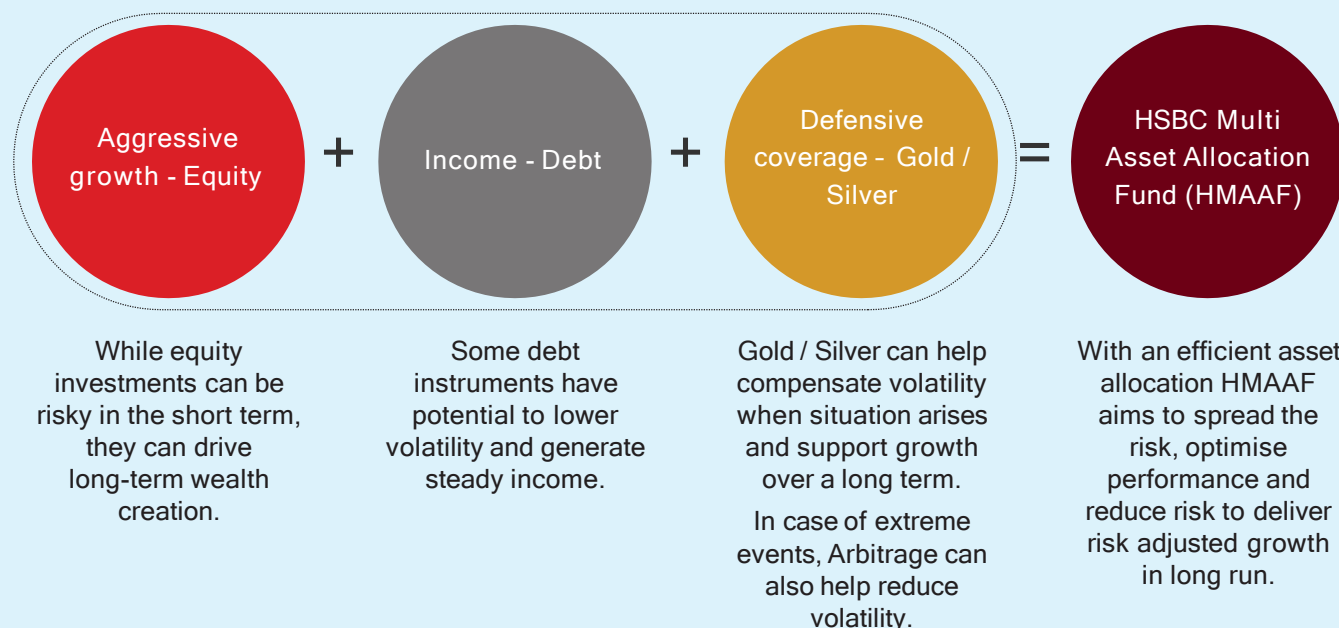 Aggressive
growth - Equity
+
Income - Debt
+
Defensive
coverage - Gold /
Silver
=
HSBC Multi
Asset Allocation
Fund (HMAAF)
While equity
investments can be
risky in the short term,
they can drive
long-term wealth
creation.
Some debt
instruments have
potential to lower
volatility and generate
steady income.
Gold / Silver can help
compensate volatility
when situation arises
and support growth
over a long term.
In case of extreme
events, Arbitrage can
also help reduce
volatility.
With an efficient asset
allocation HMAAF
aims to spread the
risk, optimise
performance and
reduce risk to deliver
risk adjusted growth
in long run.